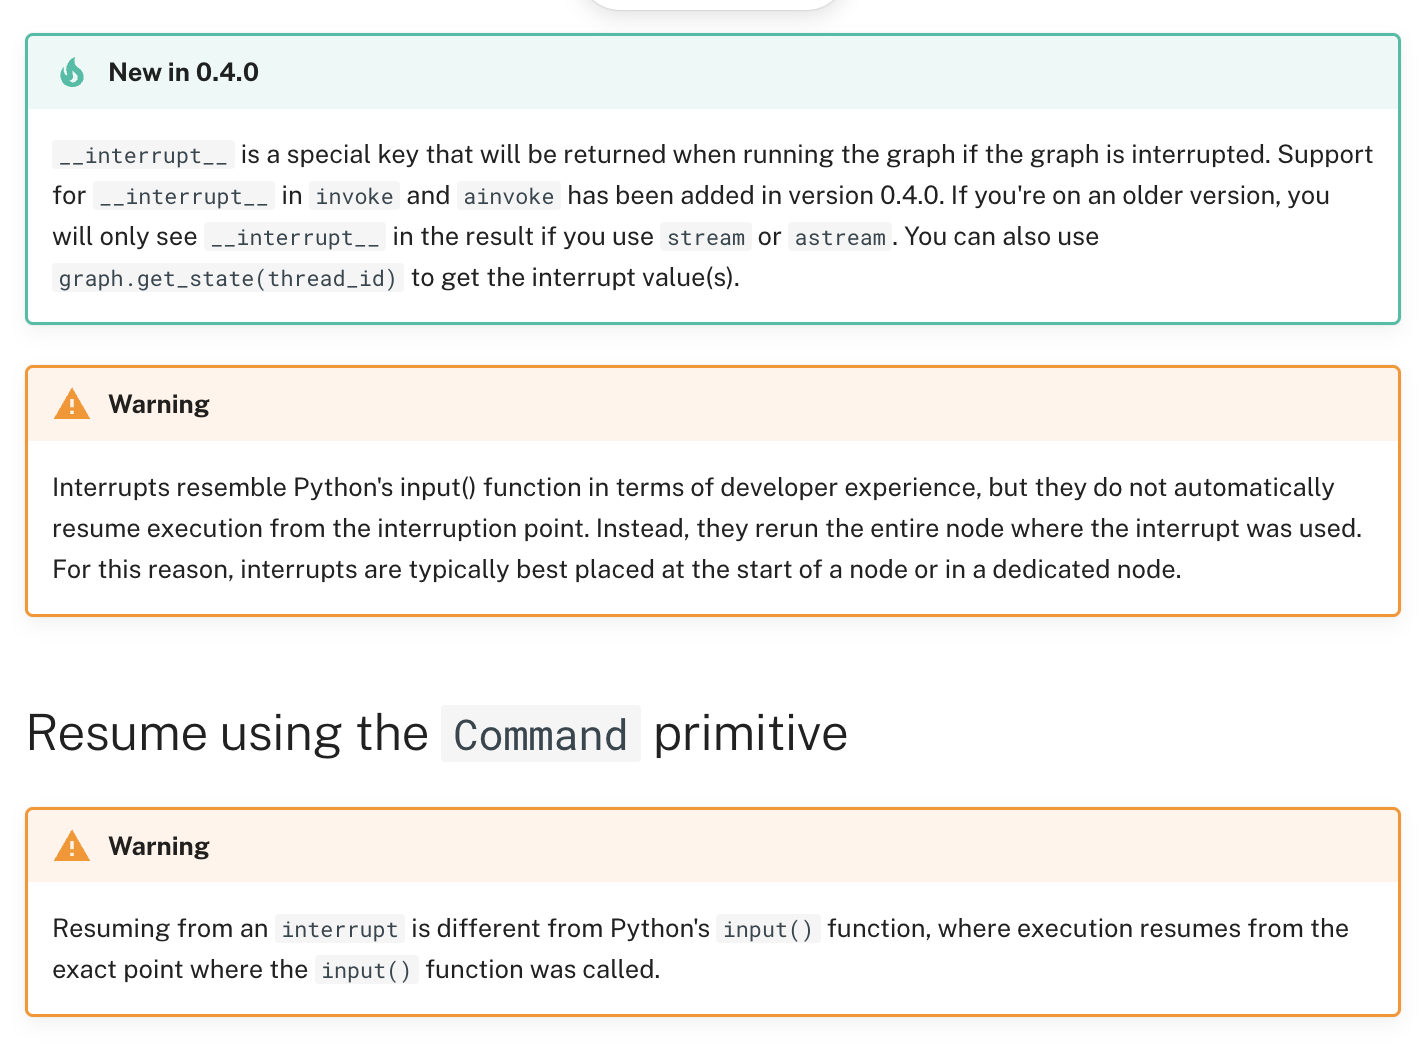 New in 0.4.0
__interrupt__ is a special key that will be returned when running the graph if the graph is interrupted. Support
for __interrupt__ in invoke and ainvoke has been added in version 0.4.0. If you're on an older version, you
will only see __interrupt__ in the result if you use stream or astream. You can also use
graph.get_state(thread_id) to get the interrupt value(s).
Warning
Interrupts resemble Python's input() function in terms of developer experience, but they do not automatically
resume execution from the interruption point. Instead, they rerun the entire node where the interrupt was used.
For this reason, interrupts are typically best placed at the start of a node or in a dedicated node.
Resume using the Command primitive
Warning
Resuming from an interrupt is different from Python's input() function, where execution resumes from the
exact point where the input() function was called.